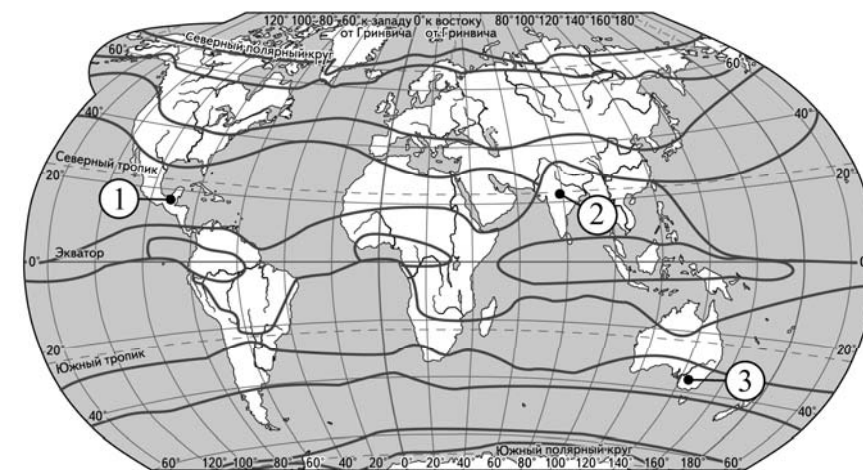 120° 100° 80° 60° к западу 0° к востоку 80° 100° 120° 140° 160° 180°
от Гринвича от Гринвича
Северный полярный круг
60° 60°
40° 40°
Северный тропик
20° 20°
1
2
Экватор
0° 0°
20° 20°
Южный тропик
3
40° 40°
Южный полярный круг
60° 120° 100° 80° 60° 40° 20° 0° 20° 40° 60° 80° 100° 120° 140° 160° 180° 60°